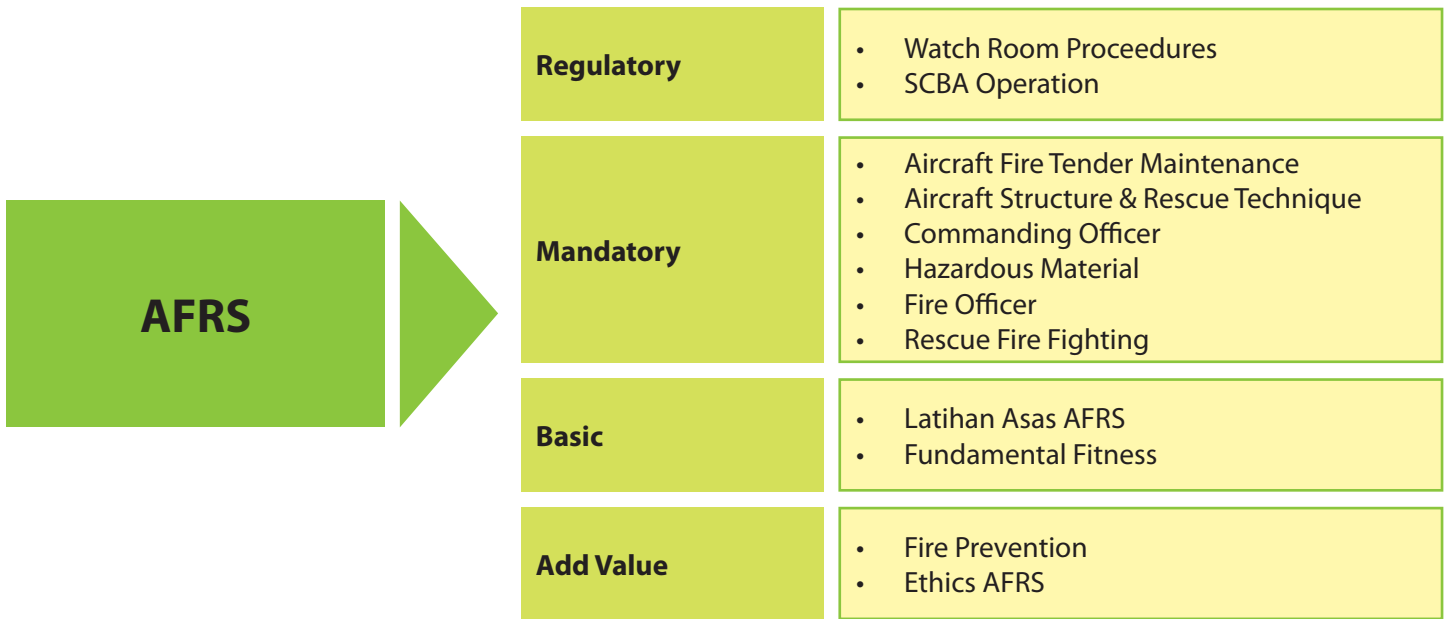 AFRS
Regulatory
• Watch Room Proceedures
• SCBA Operation
Mandatory
• Aircraft Fire Tender Maintenance
• Aircraft Structure & Rescue Technique
• Commanding Officer
• Hazardous Material
• Fire Officer
• Rescue Fire Fighting
Basic
• Latihan Asas AFRS
• Fundamental Fitness
Add Value
• Fire Prevention
• Ethics AFRS